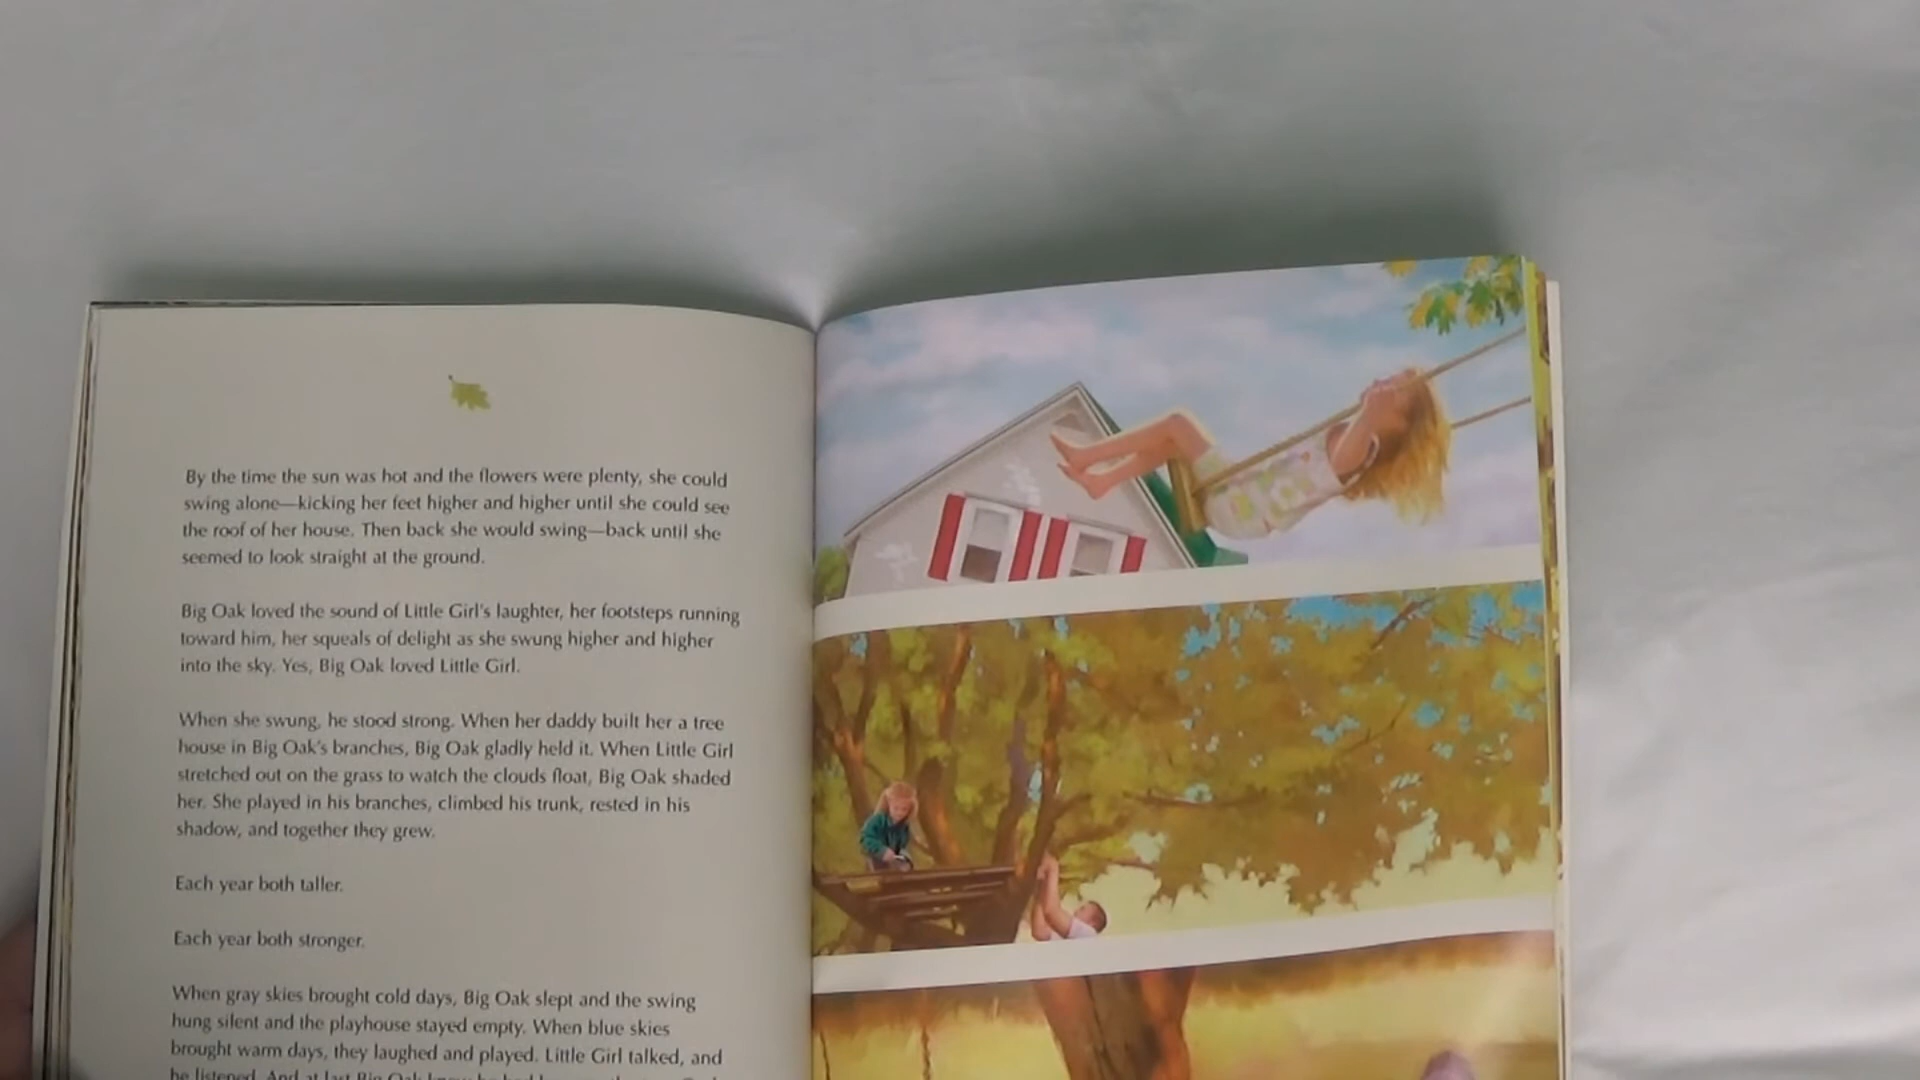 By the time the sun was hot and the flowers were plenty, she could
swing alone—kicking her feet higher and higher until she could see
the roof of her house. Then back she would swing—back until she
seemed to look straight at the ground.
Big Oak loved the sound of Little Girl's laughter, her footsteps running
toward him, her squeals of delight as she swung higher and higher
into the sky. Yes, Big Oak loved Little Girl.
When she swung, he stood strong. When her daddy built her a tree
house in Big Oak's branches, Big Oak gladly held it. When Little Girl
stretched out on the grass to watch the clouds float, Big Oak shaded
her. She played in his branches, climbed his trunk, rested in his
shadow, and together they grew.
Each year both taller.
Each year both stronger.
When gray skies brought cold days, Big Oak slept and the swing
hung silent and the playhouse stayed empty. When blue skies
brought warm days, they laughed and played. Little Girl talked, and
he listened. And at last Big Oak